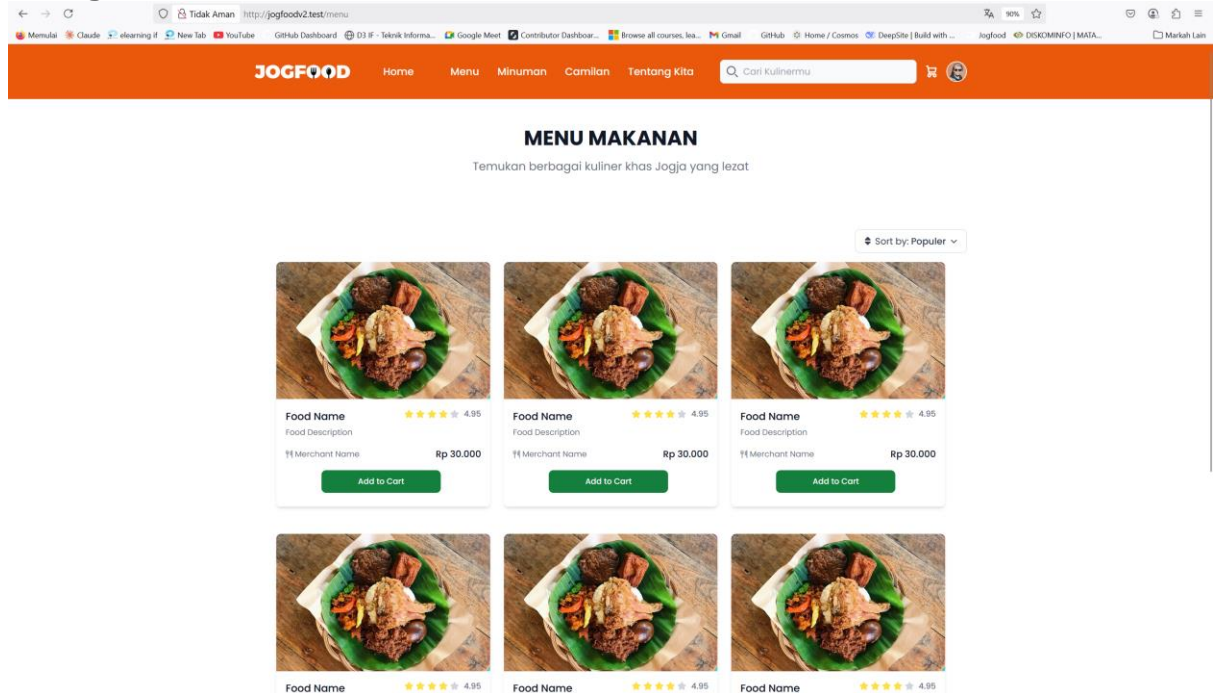 Tidak Aman http://jogfoodv2.test/menu 90%
Memulai Claude elearning if New Tab YouTube GitHub Dashboard D3 IF - Teknik Informa... Google Meet Contributor Dashboar... Browse all courses, lea... Gmail GitHub Home / Cosmos DeepSite | Build with ... Jogfood DISKOMINFO | MATA... Markah Lain
JOGFOOD Home Menu Minuman Camilan Tentang Kita Cari Kulinermu
MENU MAKANAN
Temukan berbagai kuliner khas Jogja yang lezat
Sort by: Populer
Food Name 4.95 Food Name 4.95 Food Name 4.95
Food Description Food Description Food Description
Merchant Name Rp 30.000 Merchant Name Rp 30.000 Merchant Name Rp 30.000
Add to Cart Add to Cart Add to Cart
Food Name 4.95 Food Name 4.95 Food Name 4.95